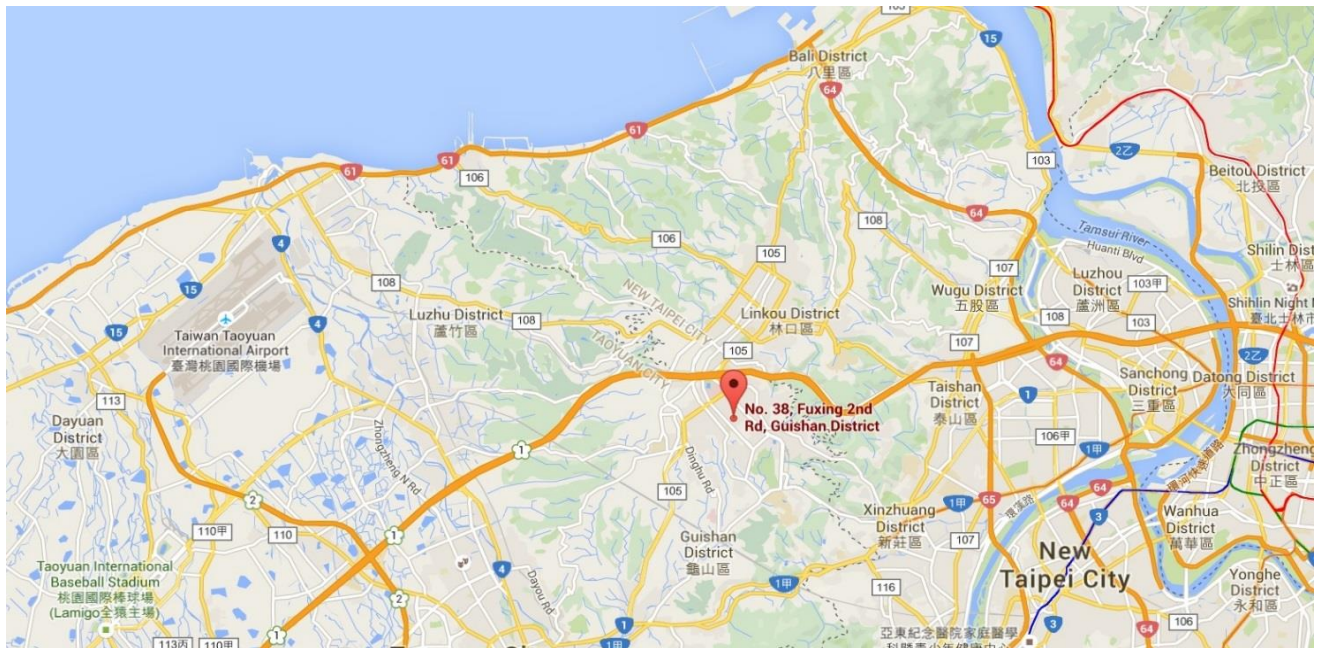 103
15
Bali District
八里區
64
61
103
2乙
61
61
106
Beitou District
北投區
108
64
Tamsui River
Huanti Blvd
4
106
105
Shilin Dist
士林區
15
108
107
Luzhou
District
蘆洲區
103甲
NEW TAIPEI CITY
Wugu District
五股區
Shihlin Night
臺北士林市
Luzhu District
蘆竹區
108
Linkou District
林口區
108
103
15
Taiwan Taoyuan
International Airport
臺灣桃園國際機場
4
TAOYUAN CITY
105
107
64
2乙
Sanchong
District
三重區
Datong District
大同區
113
Taishan
District
泰山區
1
No. 38, Fuxing 2nd
Rd, Guishan District
Dayuan
District
大園區
Zhongzheng N Rd
1
Dinghu Rd
106甲
1甲
環河快速道路
Zhongzheng
District
中正區
105
2
65
環漢路
64
64
1甲
3
Xinzhuang
District
新莊區
Wanhua
District
萬華區
110甲
110
1
107
Guishan
District
龜山區
New
Taipei City
Taoyuan International
Baseball Stadium
桃園國際棒球場
(Lamigo全猿主場)
4
Dayou Rd
1甲
116
Yonghe
District
永和區
2
1
3
64
106
亞東紀念醫院家庭醫學
113丙
110甲
1
1甲